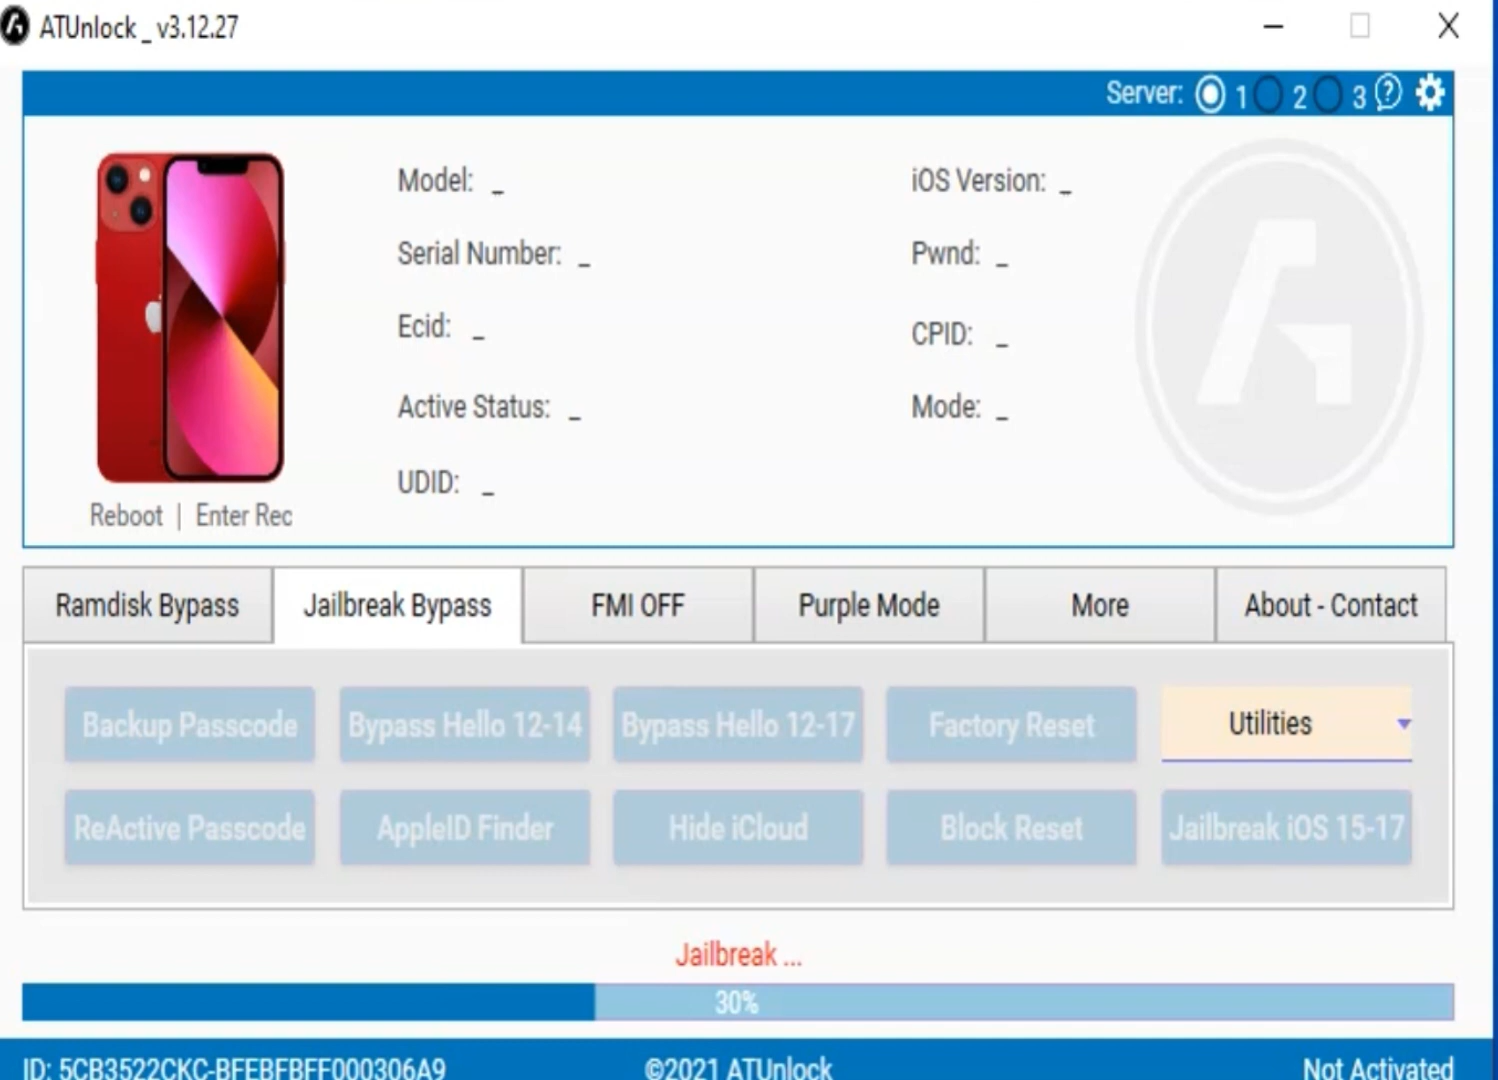 ATUnlock _ v3.12.27
Server: 1 2 3
Model: _
iOS Version: _
Serial Number: _
Pwnd: _
Ecid: _
CPID: _
Active Status: _
Mode: _
UDID: _
Reboot | Enter Rec
Ramdisk Bypass
Jailbreak Bypass
FMI OFF
Purple Mode
More
About - Contact
Backup Passcode
Bypass Hello 12-14
Bypass Hello 12-17
Factory Reset
Utilities
ReActive Passcode
AppleID Finder
Hide iCloud
Block Reset
Jailbreak iOS 15-17
Jailbreak ...
30%
ID: 5CB3522CKC-BFEBFBFF000306A9
©2021 ATUnlock
Not Activated